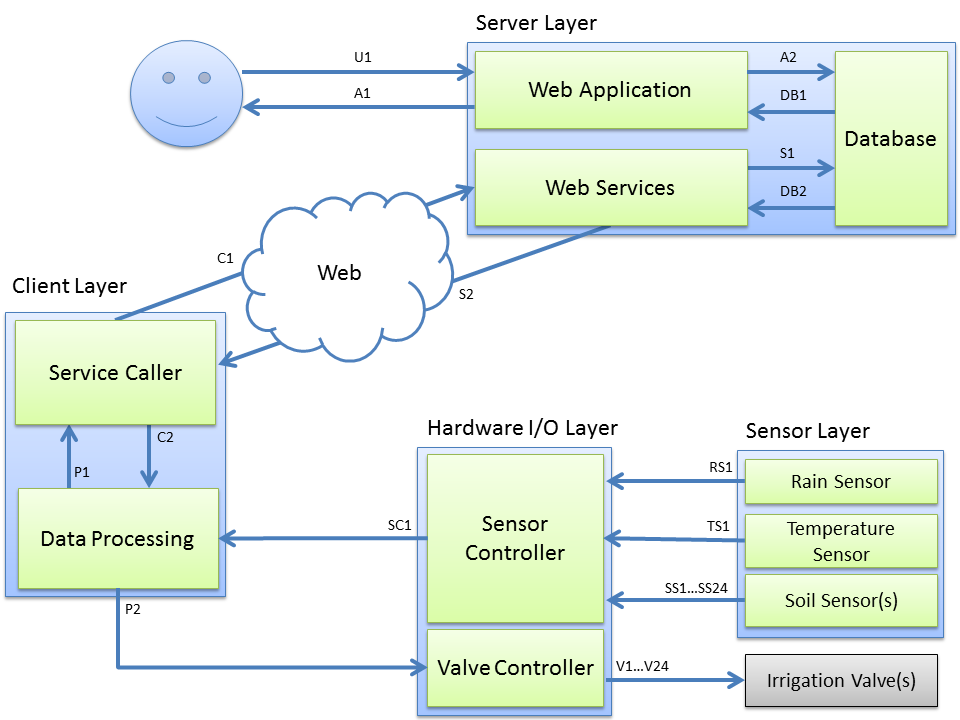 Server Layer
U1
A1
Web Application
A2
DB1
Database
Web Services
S1
DB2
C1
Web
S2
Client Layer
Service Caller
P1
C2
Data Processing
SC1
P2
Hardware I/O Layer
Sensor
Controller
Valve Controller
Sensor Layer
RS1
Rain Sensor
TS1
Temperature
Sensor
SS1...SS24
Soil Sensor(s)
V1...V24
Irrigation Valve(s)